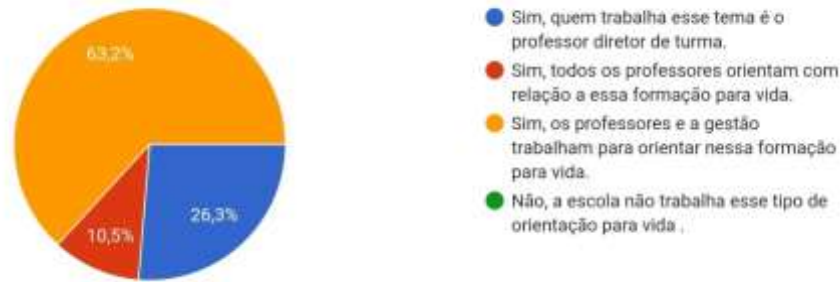 63,2%
26,3%
10,5%
Sim, quem trabalha esse tema é o
professor diretor de turma.
Sim, todos os professores orientam com
relação a essa formação para vida.
Sim, os professores e a gestão
trabalham para orientar nessa formação
para vida.
Não, a escola não trabalha esse tipo de
orientação para vida .